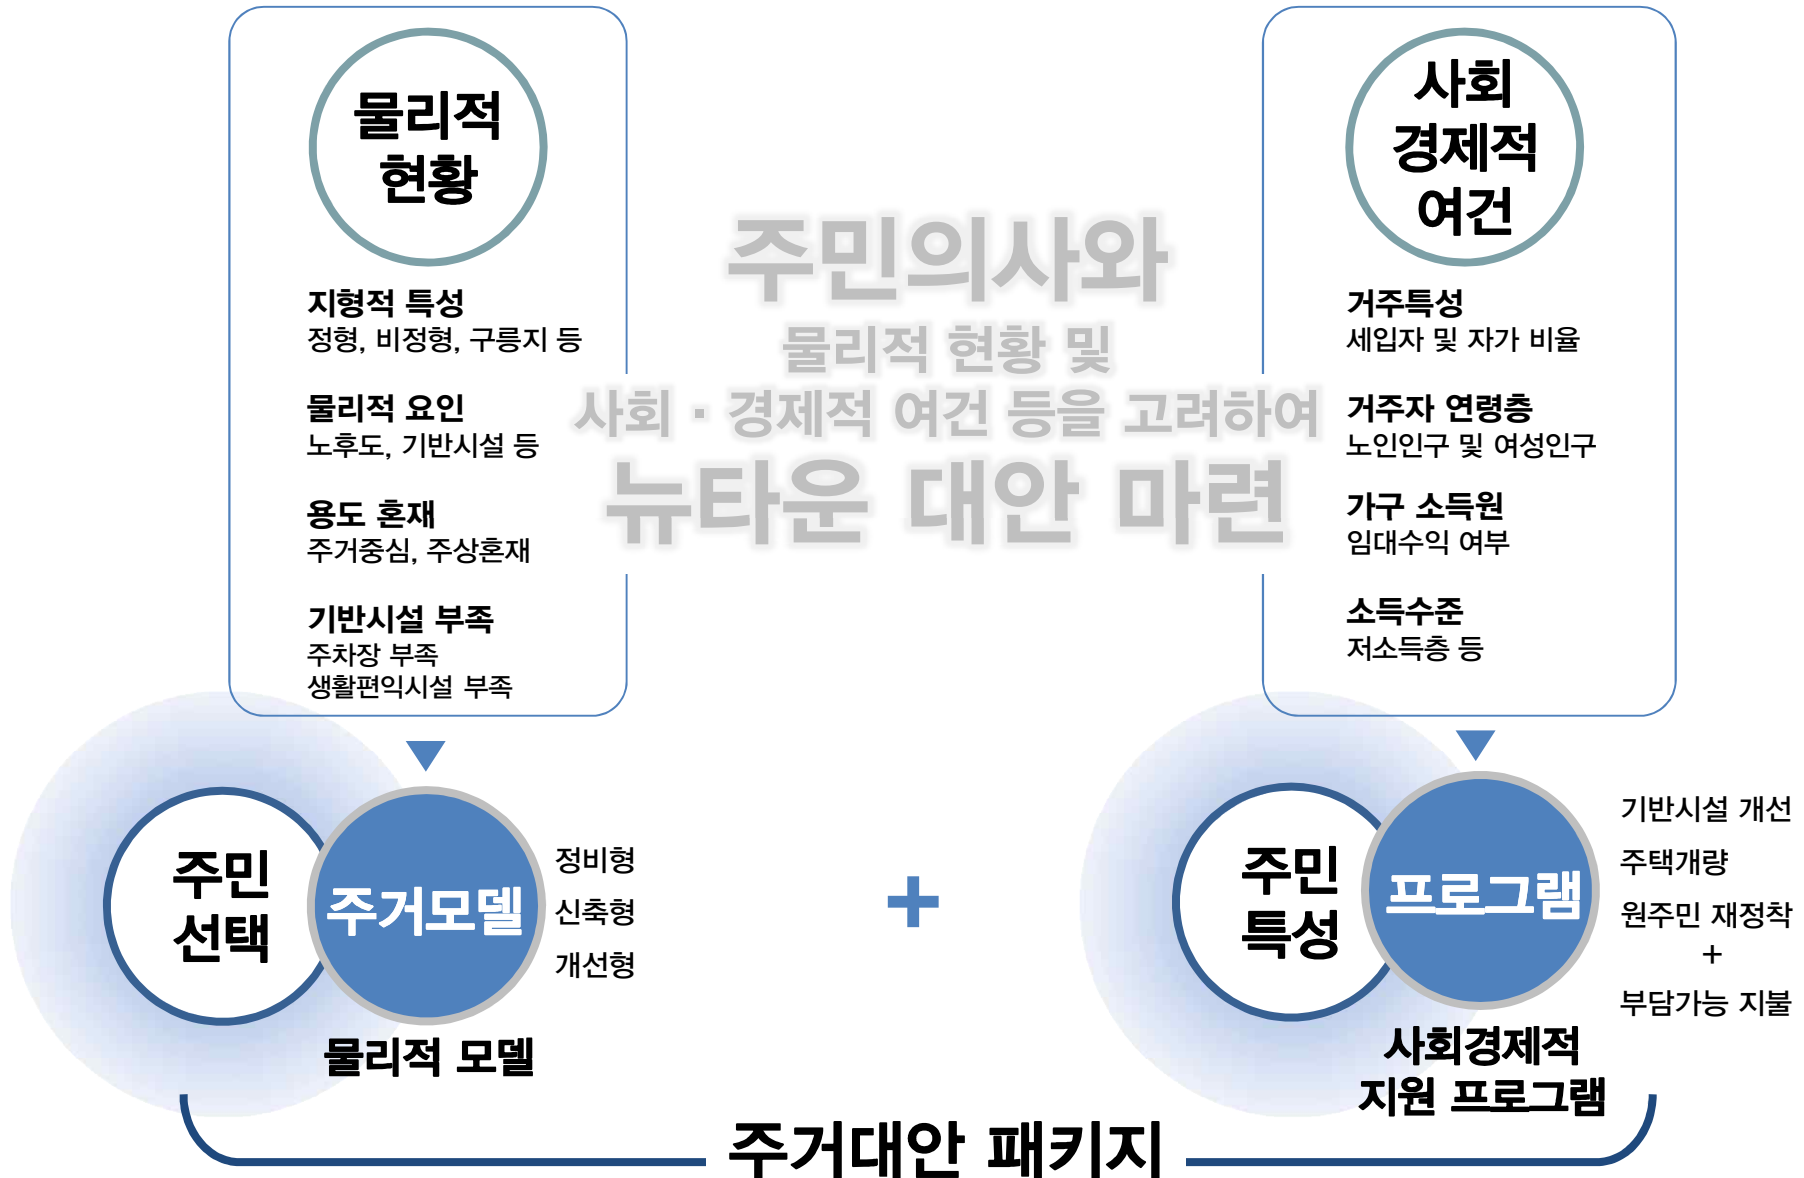 물리적
현황
지형적 특성
정형, 비정형, 구릉지 등
물리적 요인
노후도, 기반시설 등
용도 혼재
주거중심, 주상혼재
기반시설 부족
주차장 부족
생활편익시설 부족
주민의사와
물리적 현황 및
사회 · 경제적 여건 등을 고려하여
뉴타운 대안 마련
사회
경제적
여건
거주특성
세입자 및 자가 비율
거주자 연령층
노인인구 및 여성인구
가구 소득원
임대수익 여부
소득수준
저소득층 등
주민
선택
주거모델
정비형
신축형
개선형
물리적 모델
+
주민
특성
프로그램
기반시설 개선
주택개량
원주민 재정착
+
부담가능 지불
사회경제적
지원 프로그램
주거대안 패키지